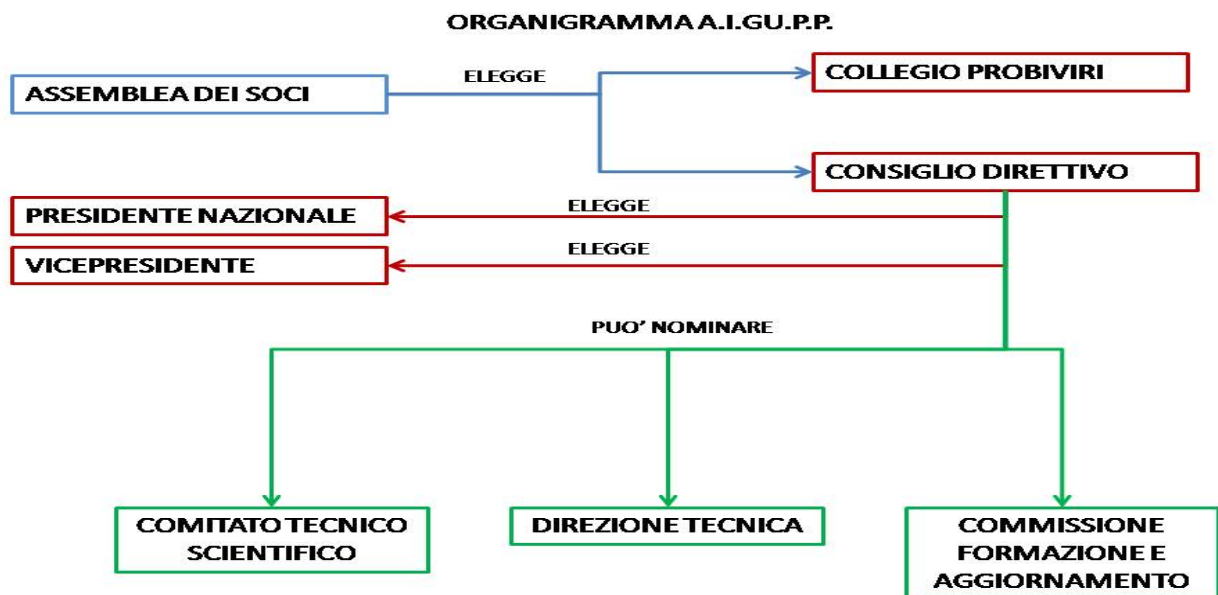 ORGANIGRAMMA A.I.GU.P.P.
ELEGGE
COLLEGIO PROBIVIRI
ASSEMBLEA DEI SOCI
CONSIGLIO DIRETTIVO
ELEGGE
PRESIDENTE NAZIONALE
ELEGGE
VICEPRESIDENTE
PUO' NOMINARE
COMITATO TECNICO
SCIENTIFICO
DIREZIONE TECNICA
COMMISSIONE
FORMAZIONE E
AGGIORNAMENTO